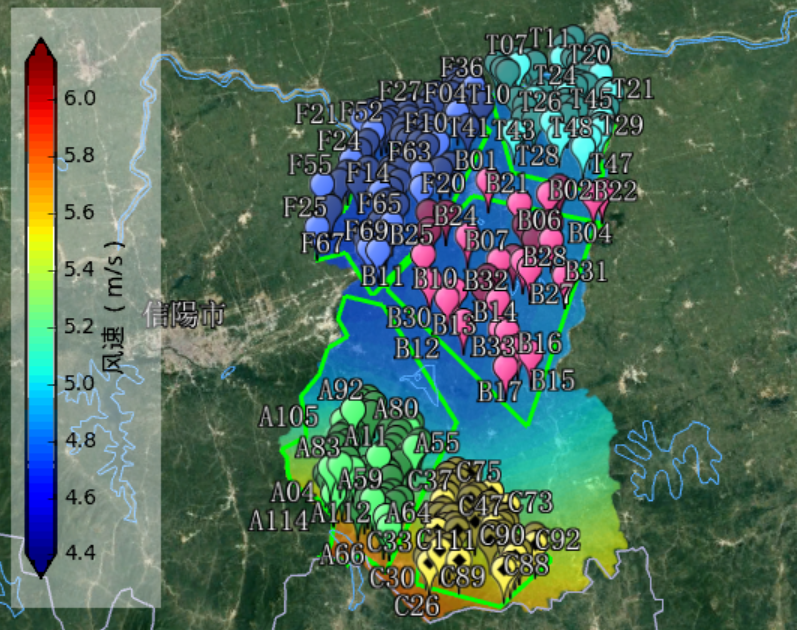 6.0
5.8
5.6
5.4
5.2
5.0
4.8
4.6
4.4
风速 (m/s)
信陽市
T07
T11
T20
F36
T24
T21
F27
F04
T10
T26
T45
F21
F52
F10
T41
T43
T48
T29
F24
F63
T28
T47
F55
F14
B01
F20
B21
B02
B22
F25
F65
B24
B06
F67
F69
B25
B07
B04
B28
B11
B10
B32
B31
B27
B30
B13
B14
B12
B33
B16
B17
B15
A92
A105
A80
A83
A11
A55
A59
C37
C75
A04
A112
A64
C47
C73
A114
A66
C33
C111
C90
C92
C30
C89
C88
C26